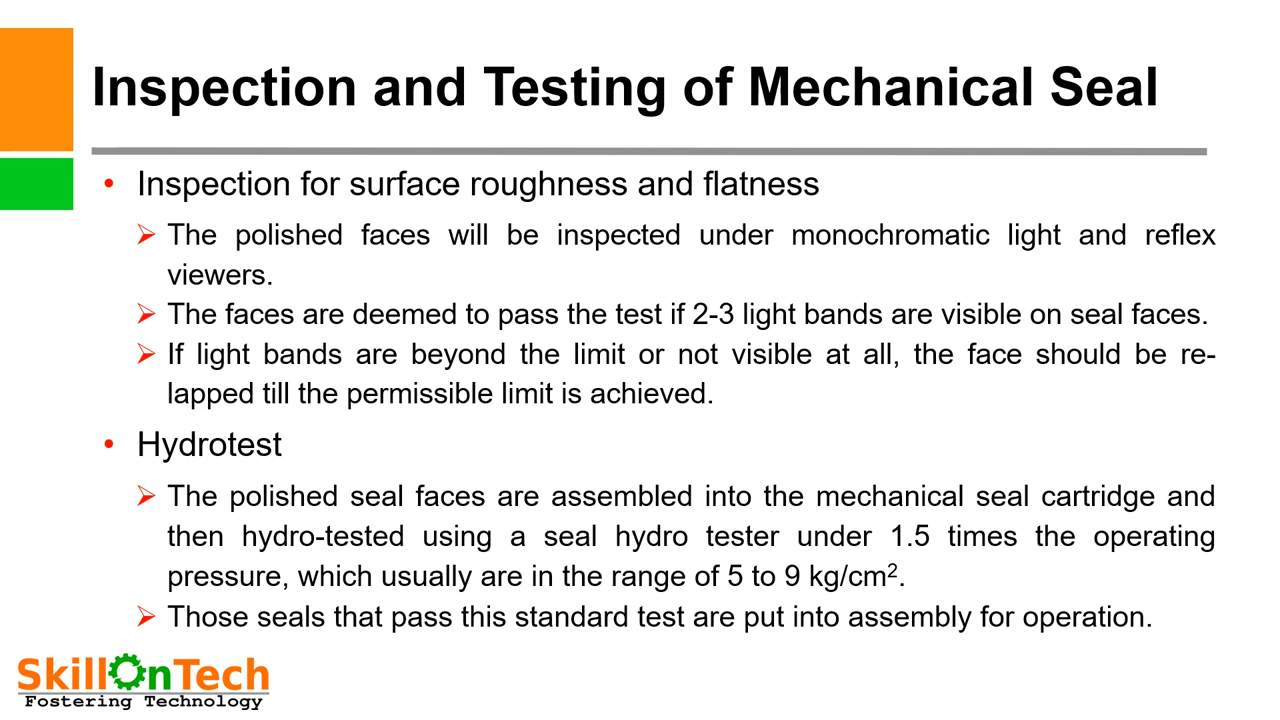 Inspection and Testing of Mechanical Seal
• Inspection for surface roughness and flatness
➢ The polished faces will be inspected under monochromatic light and reflex
viewers.
➢ The faces are deemed to pass the test if 2-3 light bands are visible on seal faces.
➢ If light bands are beyond the limit or not visible at all, the face should be re-
lapped till the permissible limit is achieved.
• Hydrotest
➢ The polished seal faces are assembled into the mechanical seal cartridge and
then hydro-tested using a seal hydro tester under 1.5 times the operating
pressure, which usually are in the range of 5 to 9 kg/cm².
➢ Those seals that pass this standard test are put into assembly for operation.
SkillOnTech
Fostering Technology